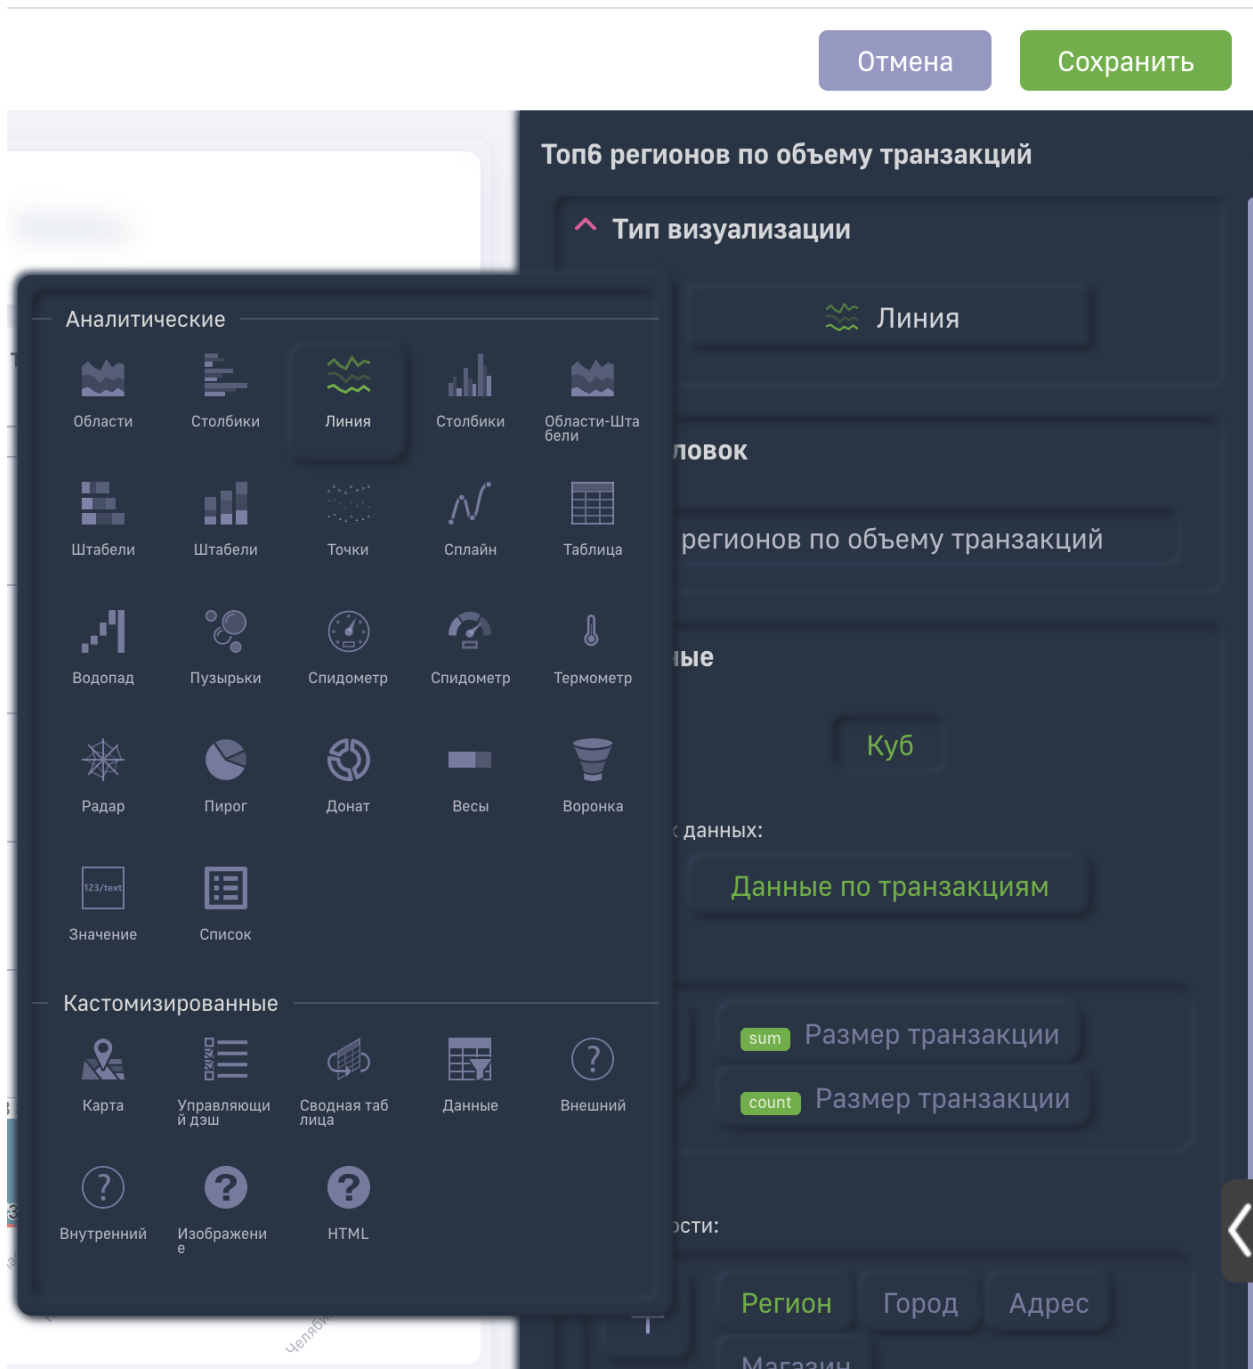 Отмена
Сохранить
Топ6 регионов по объему транзакций
Тип визуализации
Линия
Аналитические
Области
Столбики
Линия
Столбики
Области-Шта
бели
Штабели
Штабели
Точки
Сплайн
Таблица
Водопад
Пузырьки
Спидометр
Спидометр
Термометр
Радар
Пирог
Донат
Весы
Воронка
123/text
Значение
Список
Кастомизированные
Карта
Управляющи
й дэш
Сводная таб
лица
Данные
Внешний
Внутренний
Изображени
е
HTML
ловок
регионов по объему транзакций
ные
Куб
к данных:
Данные по транзакциям
sum Размер транзакции
count Размер транзакции
ости:
Регион Город Адрес
Магазин
Челяби